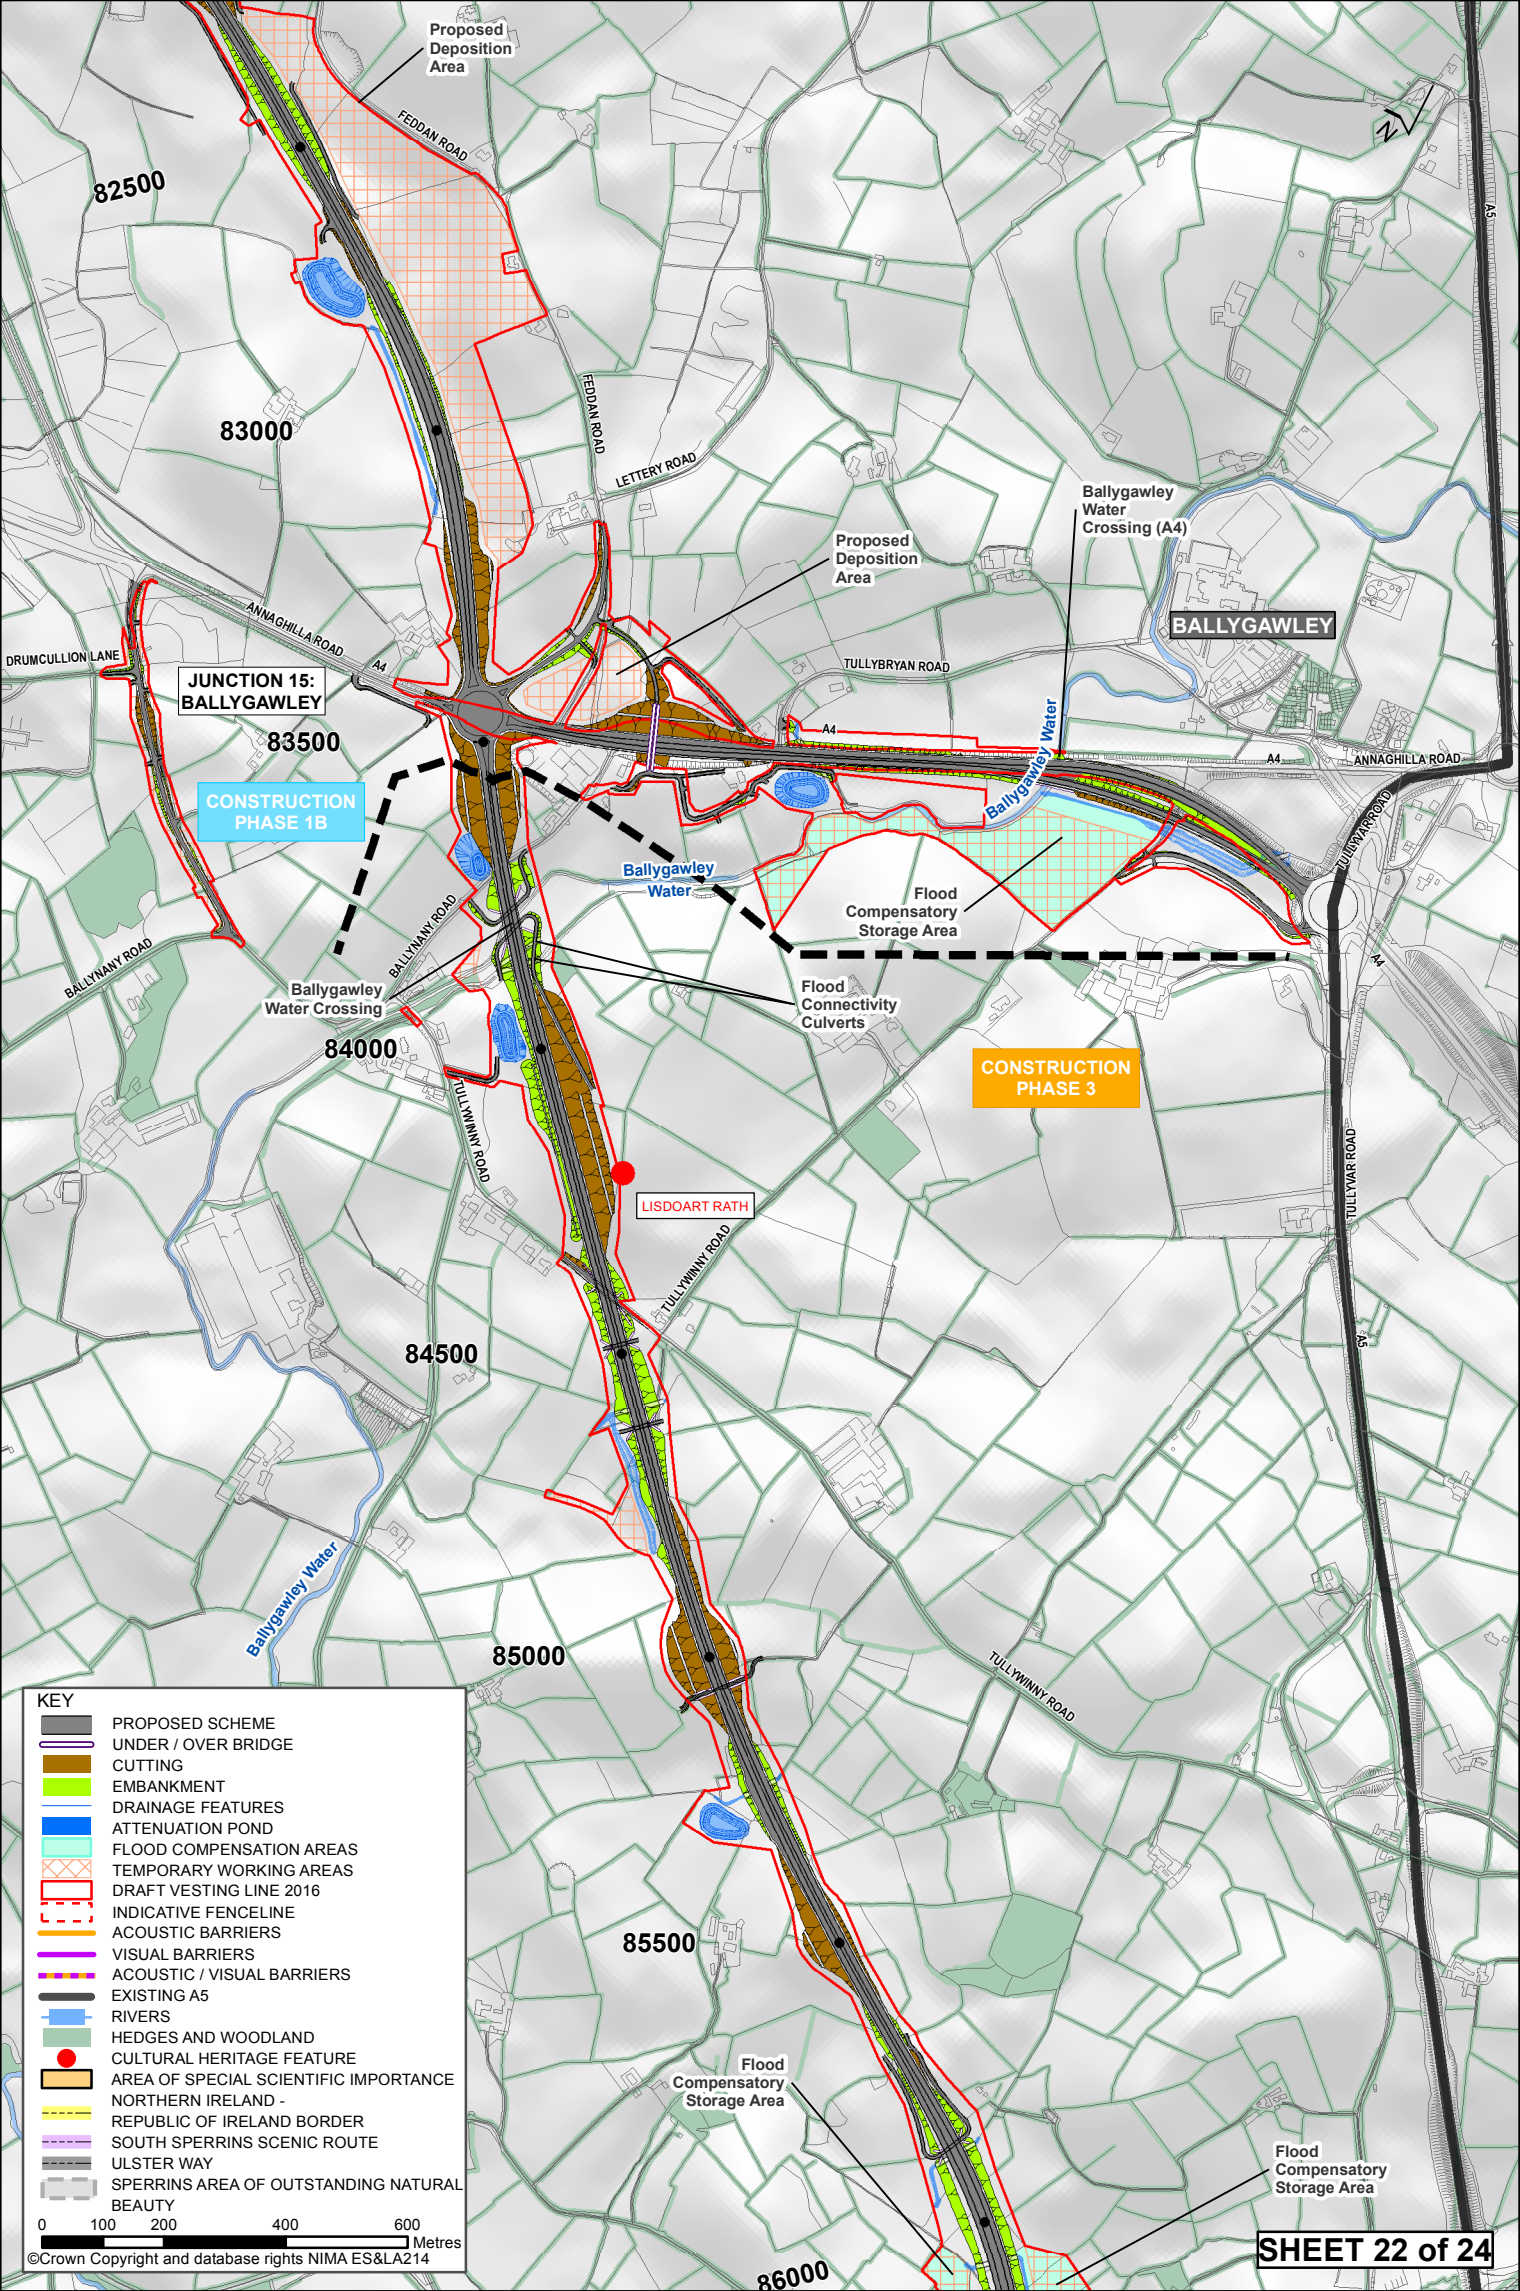 Proposed
Deposition
Area
FEDDAN ROAD
N
82500
A5
83000
FEDDAN ROAD
LETTERY ROAD
Ballygawley
Water
Crossing (A4)
Proposed
Deposition
Area
ANNAGHILLA ROAD
A4
DRUMCULLION LANE
JUNCTION 15:
BALLYGAWLEY
BALLYGAWLEY
TULLYBRYAN ROAD
83500
A4
Ballygawley Water
A4
ANNAGHILLA ROAD
CONSTRUCTION
PHASE 1B
TULLYVAR ROAD
Ballygawley
Water
Flood
Compensatory
Storage Area
BALLYNANY ROAD
BALLYNANY ROAD
A4
Ballygawley
Water Crossing
Flood
Connectivity
Culverts
84000
CONSTRUCTION
PHASE 3
TULLYWINNY ROAD
TULLYVAR ROAD
LISDOART RATH
TULLYWINNY ROAD
84500
A5
Ballygawley Water
85000
TULLYWINNY ROAD
85500
Flood
Compensatory
Storage Area
Flood
Compensatory
Storage Area
86000
KEY
PROPOSED SCHEME
UNDER / OVER BRIDGE
CUTTING
EMBANKMENT
DRAINAGE FEATURES
ATTENUATION POND
FLOOD COMPENSATION AREAS
TEMPORARY WORKING AREAS
DRAFT VESTING LINE 2016
INDICATIVE FENCELINE
ACOUSTIC BARRIERS
VISUAL BARRIERS
ACOUSTIC / VISUAL BARRIERS
EXISTING A5
RIVERS
HEDGES AND WOODLAND
CULTURAL HERITAGE FEATURE
AREA OF SPECIAL SCIENTIFIC IMPORTANCE
NORTHERN IRELAND -
REPUBLIC OF IRELAND BORDER
SOUTH SPERRINS SCENIC ROUTE
ULSTER WAY
SPERRINS AREA OF OUTSTANDING NATURAL
BEAUTY
0 100 200 400 600
Metres
©Crown Copyright and database rights NIMA ES&LA214
SHEET 22 of 24